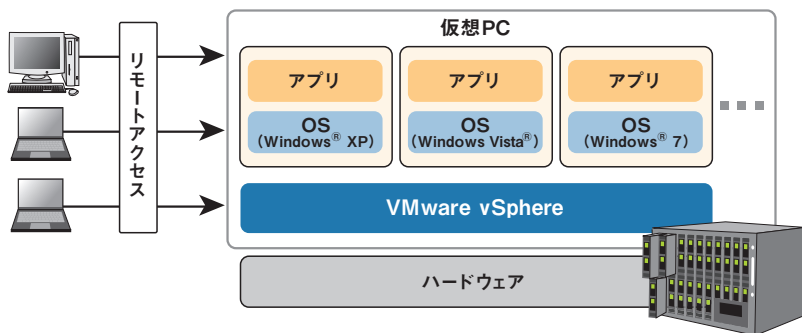 仮想PC
リモートアクセス
アプリ
OS
(Windows® XP)
アプリ
OS
(Windows Vista®)
アプリ
OS
(Windows® 7)
VMware vSphere
ハードウェア